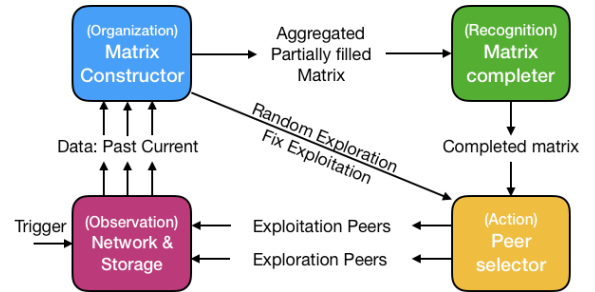 (Organization)
Matrix
Constructor
Aggregated
Partially filled
Matrix
(Recognition)
Matrix
completer
Random Exploration
Fix Exploitation
Data: Past Current
Completed matrix
Trigger
(Observation)
Network &
Storage
Exploitation Peers
Exploration Peers
(Action)
Peer
selector